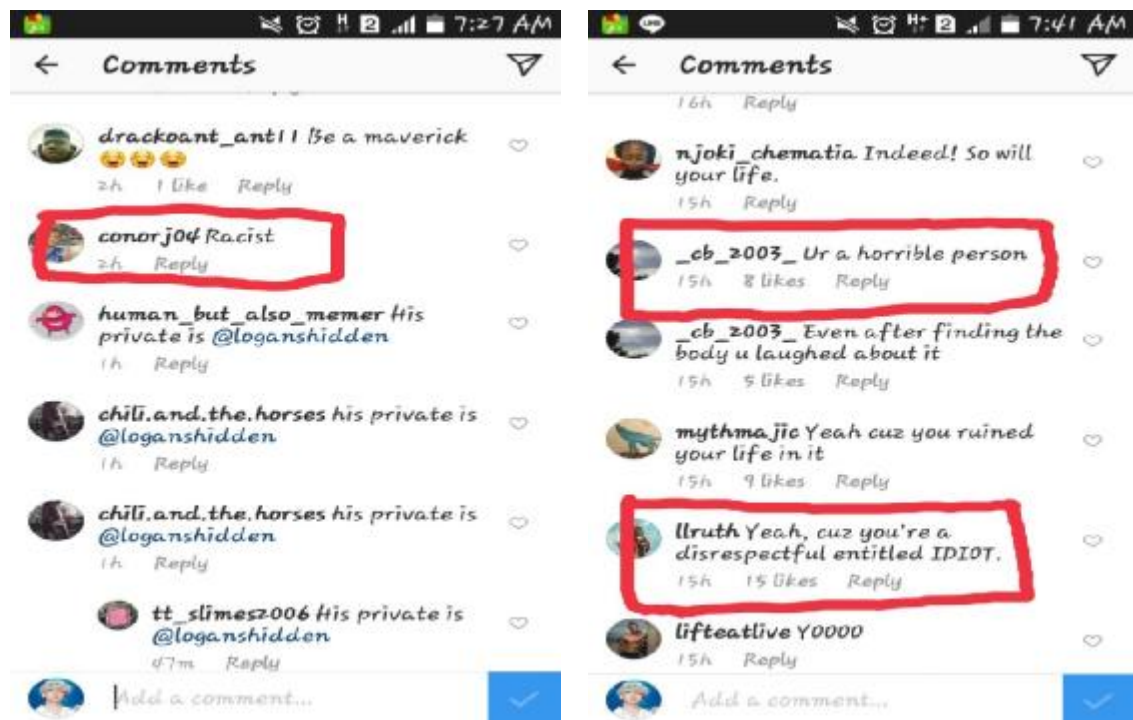 H 2 7:27 AM
Comments
drackoant_ant11 Be a maverick
😂😂😂
2h 1 like Reply
conorj04 Racist
2h Reply
human_but_also_memer His
private is @loganshidden
1h Reply
chili.and.the.horses his private is
@loganshidden
1h Reply
chili.and.the.horses his private is
@loganshidden
1h Reply
tt_slimes2006 His private is
@loganshidden
47m Reply
Add a comment...
LINE H+ 2 7:41 AM
Comments
16h Reply
njoki_chematia Indeed! So will
your life.
15h Reply
_cb_2003_ Ur a horrible person
15h 8 likes Reply
_cb_2003_ Even after finding the
body u laughed about it
15h 5 likes Reply
mythmajic Yeah cuz you ruined
your life in it
15h 9 likes Reply
llruth Yeah, cuz you're a
disrespectful entitled IDIOT.
15h 15 likes Reply
lifteatlive YOOOO
15h Reply
Add a comment...